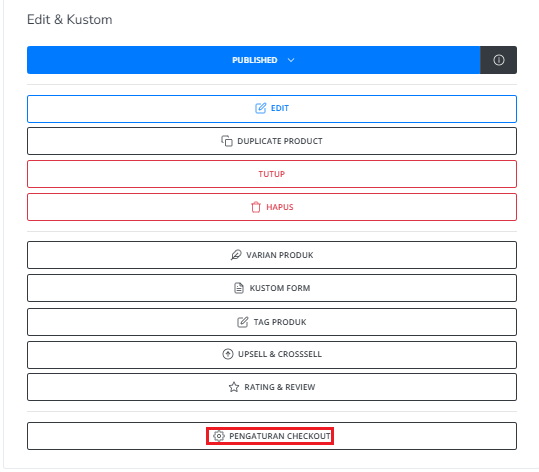 Edit & Kustom
PUBLISHED
EDIT
DUPLICATE PRODUCT
TUTUP
HAPUS
VARIAN PRODUK
KUSTOM FORM
TAG PRODUK
UPSELL & CROSSSELL
RATING & REVIEW
PENGATURAN CHECKOUT